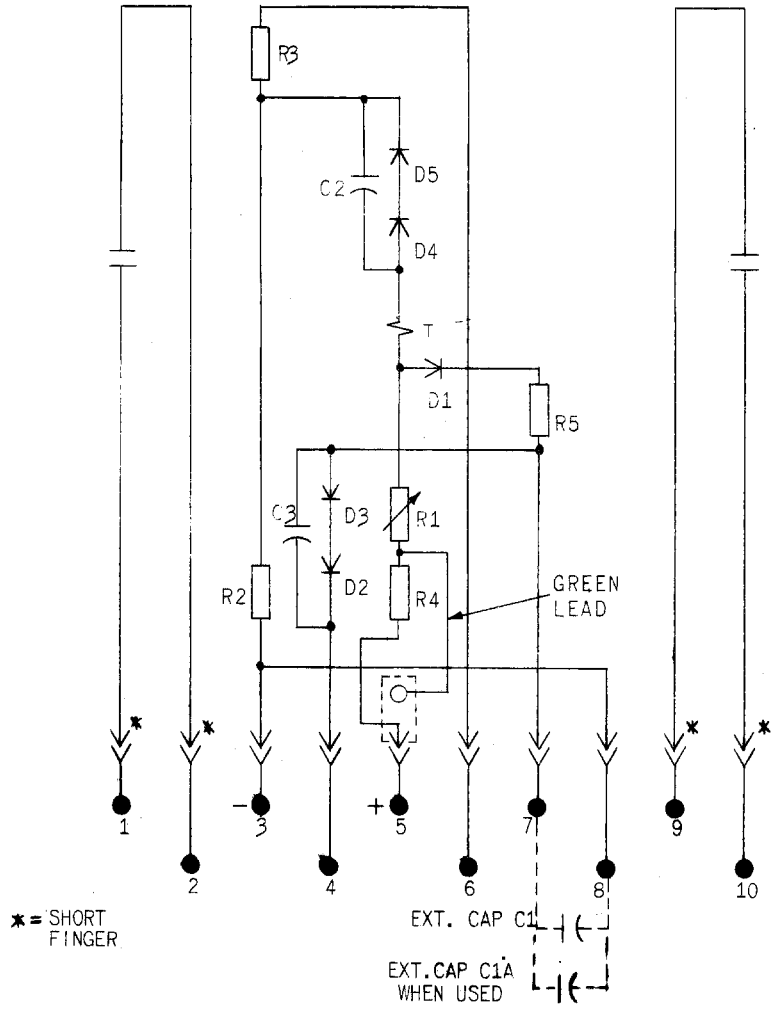 R3
C2
D5
D4
T
D1
R5
C3
D3
R1
R2
D2
R4
GREEN
LEAD
* * * *
- 3
+ 5
1
7
9
2
4
6
8
10
* = SHORT
FINGER
EXT. CAP C1
EXT. CAP C1A
WHEN USED